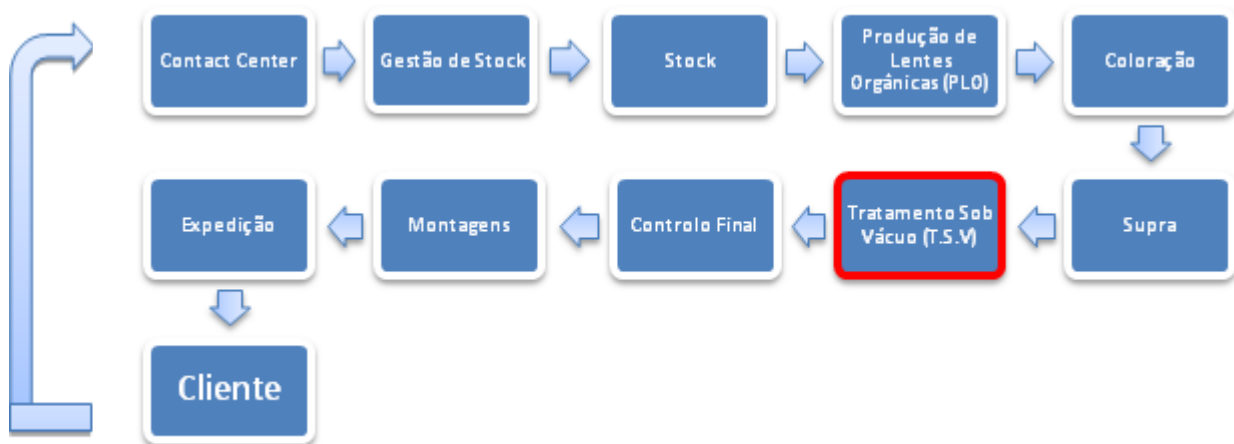 Contact Center
Gestão de Stock
Stock
Produção de
Lentes
Orgânicas (PLO)
Coloração
Expedição
Montagens
Controlo Final
Tratamento Sob
Vácuo (T.S.V)
Supra
Cliente